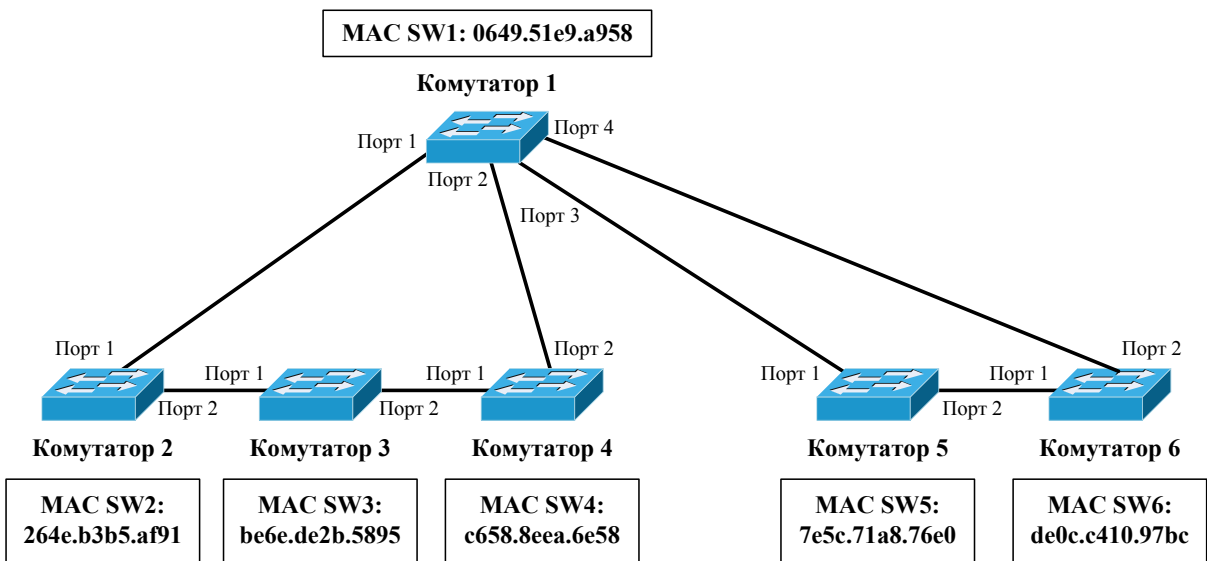 MAC SW1: 0649.51e9.a958
Комутатор 1
Порт 1
Порт 4
Порт 2
Порт 3
Порт 1
Порт 1
Порт 2
Порт 1
Порт 2
Порт 2
Порт 1
Порт 1
Порт 2
Порт 2
Комутатор 2
Комутатор 3
Комутатор 4
Комутатор 5
Комутатор 6
MAC SW2:
264e.b3b5.af91
MAC SW3:
be6e.de2b.5895
MAC SW4:
c658.8eea.6e58
MAC SW5:
7e5c.71a8.76e0
MAC SW6:
de0c.c410.97bc